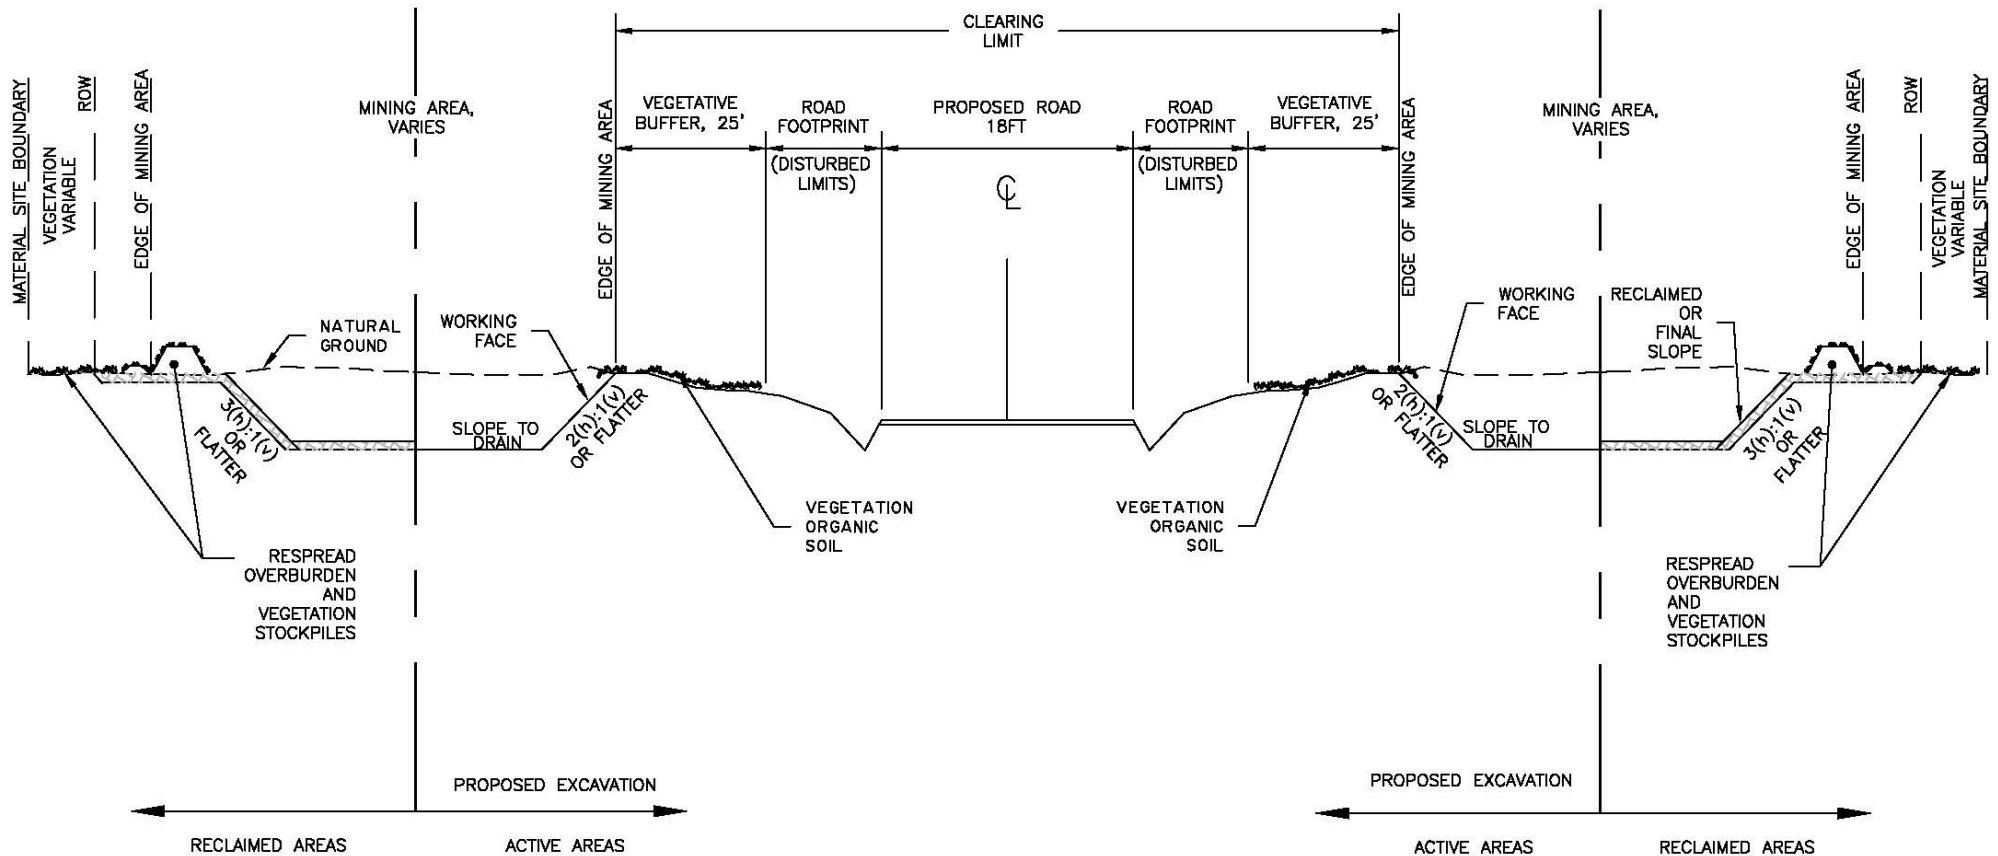 CLEARING
LIMIT
MATERIAL SITE BOUNDARY
VEGETATION
VARIABLE
ROW
EDGE OF MINING AREA
MINING AREA,
VARIES
EDGE OF MINING AREA
VEGETATIVE
BUFFER, 25'
ROAD
FOOTPRINT
(DISTURBED
LIMITS)
PROPOSED ROAD
18FT
CL
ROAD
FOOTPRINT
(DISTURBED
LIMITS)
VEGETATIVE
BUFFER, 25'
EDGE OF MINING AREA
MINING AREA,
VARIES
EDGE OF MINING AREA
ROW
VEGETATION
VARIABLE
MATERIAL SITE BOUNDARY
NATURAL
GROUND
WORKING
FACE
WORKING
FACE
RECLAIMED
OR
FINAL
SLOPE
3(h):1(v)
OR
FLATTER
SLOPE TO
DRAIN
2(h):1(v)
OR FLATTER
2(h):1(v)
OR FLATTER
SLOPE TO
DRAIN
3(h):1(v)
OR
FLATTER
VEGETATION
ORGANIC
SOIL
VEGETATION
ORGANIC
SOIL
RESPREAD
OVERBURDEN
AND
VEGETATION
STOCKPILES
RESPREAD
OVERBURDEN
AND
VEGETATION
STOCKPILES
PROPOSED EXCAVATION
RECLAIMED AREAS
ACTIVE AREAS
PROPOSED EXCAVATION
ACTIVE AREAS
RECLAIMED AREAS